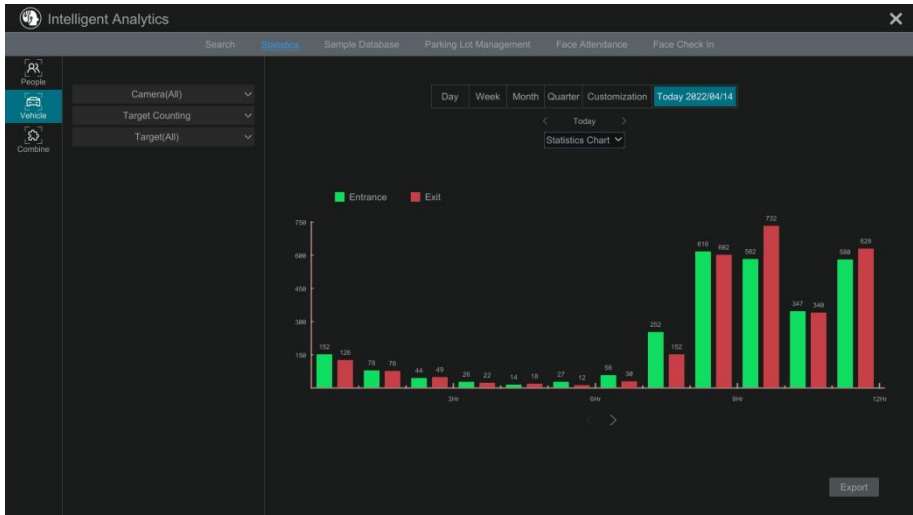 Intelligent Analytics
Search Statistics Sample Database Parking Lot Management Face Attendance Face Check In
People
Vehicle
Combine
Camera(All)
Target Counting
Target(All)
Day Week Month Quarter Customization Today 2022/04/14
Today
Statistics Chart
Entrance Exit
750
600
450
300
150
152 126 78 76 44 49 26 22 14 18 27 12 56 30 252 152 616 602 582 732 347 340 580 628
3Hr 6Hr 9Hr 12Hr
Export